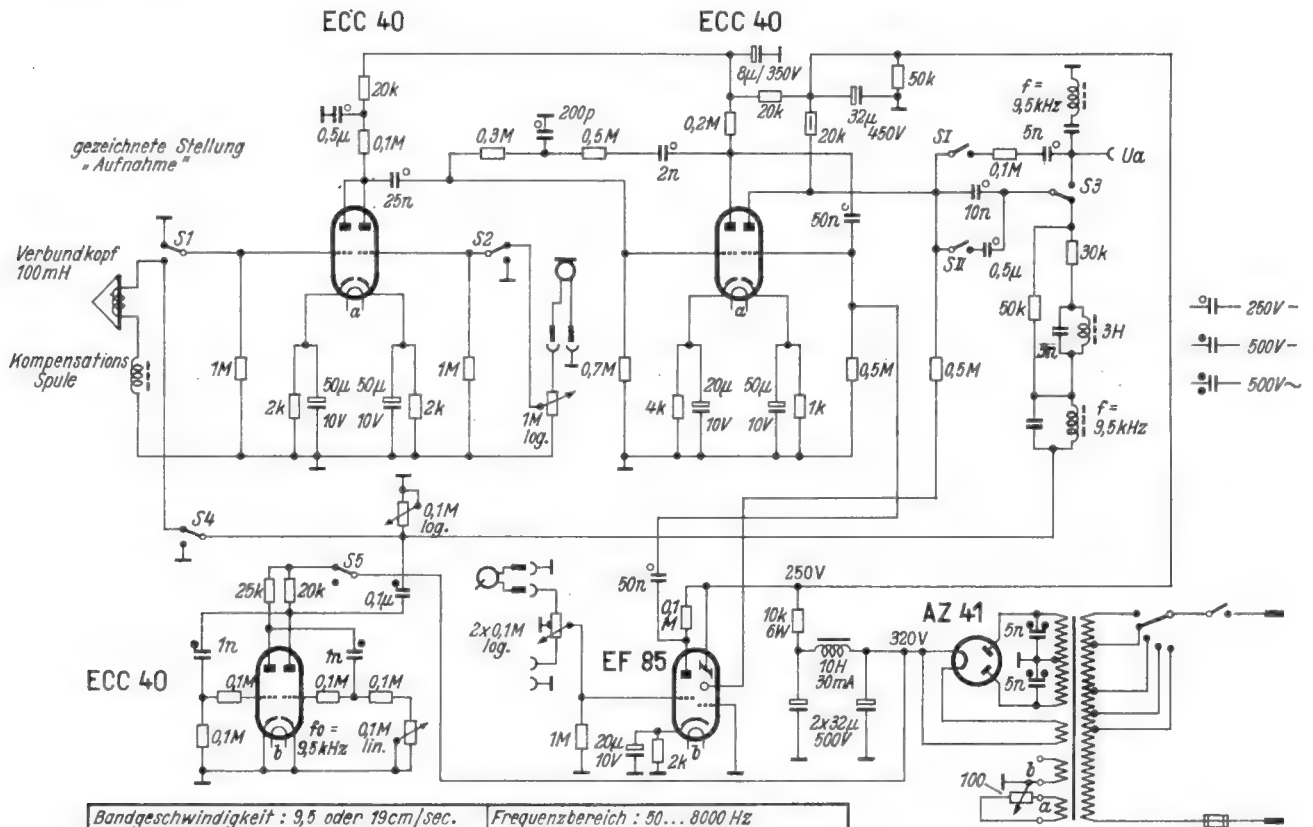 ECC 40
ECC 40
20k
0,5µ
0,1M
25n
gezeichnete Stellung
„Aufnahme"
0,3M
200p
0,5M
2n
8µ/350V
0,2M
20k
20k
32µ
450V
50k
f =
9,5kHz
5n
SI
0,1M
Ua
S3
10n
50n
SII
0,5µ
30k
50k
3n
3H
f =
9,5kHz
250V –
500V –
500V ~
Verbundkopf
100mH
S1
S2
Kompensations
Spule
a
a
1M
2k
50µ
10V
50µ
10V
2k
1M
1M
log.
0,7M
4k
20µ
10V
50µ
10V
1k
0,5M
0,5M
S4
0,1M
log.
S5
25k
20k
0,1µ
1n
1n
ECC 40
0,1M
0,1M
0,1M
0,1M
fo =
9,5kHz
0,1M
lin.
b
2x0,1M
log.
50n
0,1
M
EF 85
250V
10k
6W
10H
30mA
320V
AZ 41
5n
5n
2x32µ
500V
1M
20µ
10V
2k
b
100
b
a
Bandgeschwindigkeit : 9,5 oder 19cm/sec.
Frequenzbereich : 50... 8000 Hz